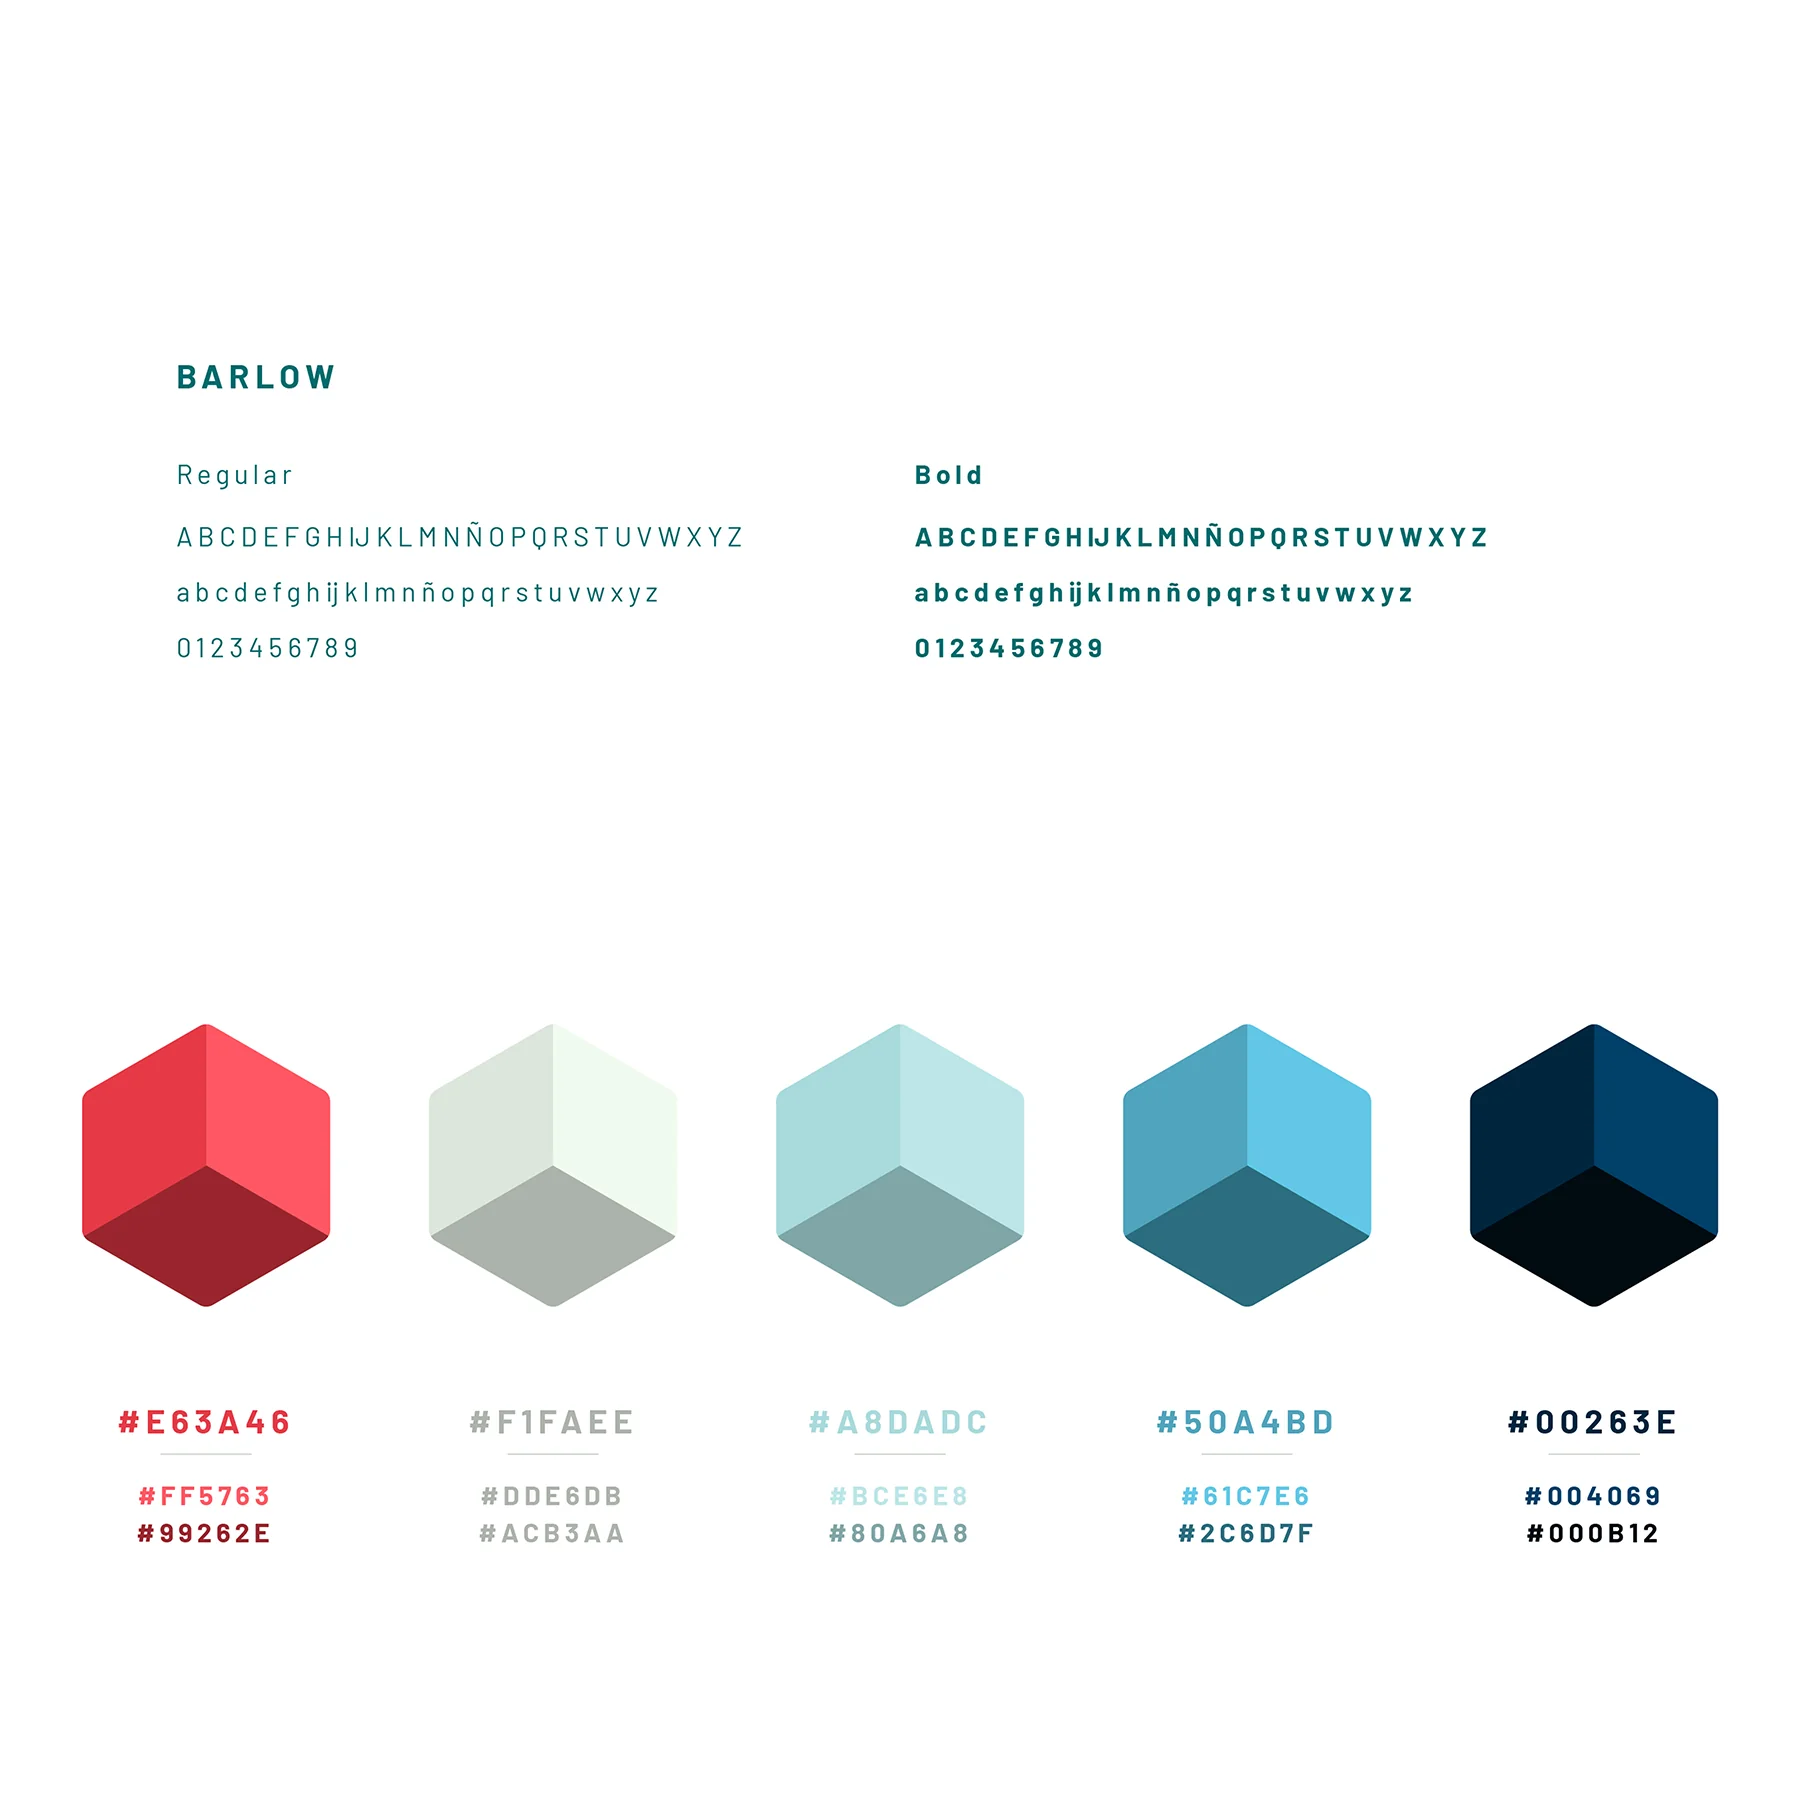 BARLOW
Regular
ABCDEFGHIJKLMNÑOPQRSTUVWXYZ
abcdefghijklmnñopqrstuvwxyz
0123456789
Bold
ABCDEFGHIJKLMNÑOPQRSTUVWXYZ
abcdefghijklmnñopqrstuvwxyz
0123456789
#E63A46
#FF5763
#99262E
#F1FAEE
#DDE6DB
#ACB3AA
#A8DADC
#BCE6E8
#80A6A8
#50A4BD
#61C7E6
#2C6D7F
#00263E
#004069
#000B12